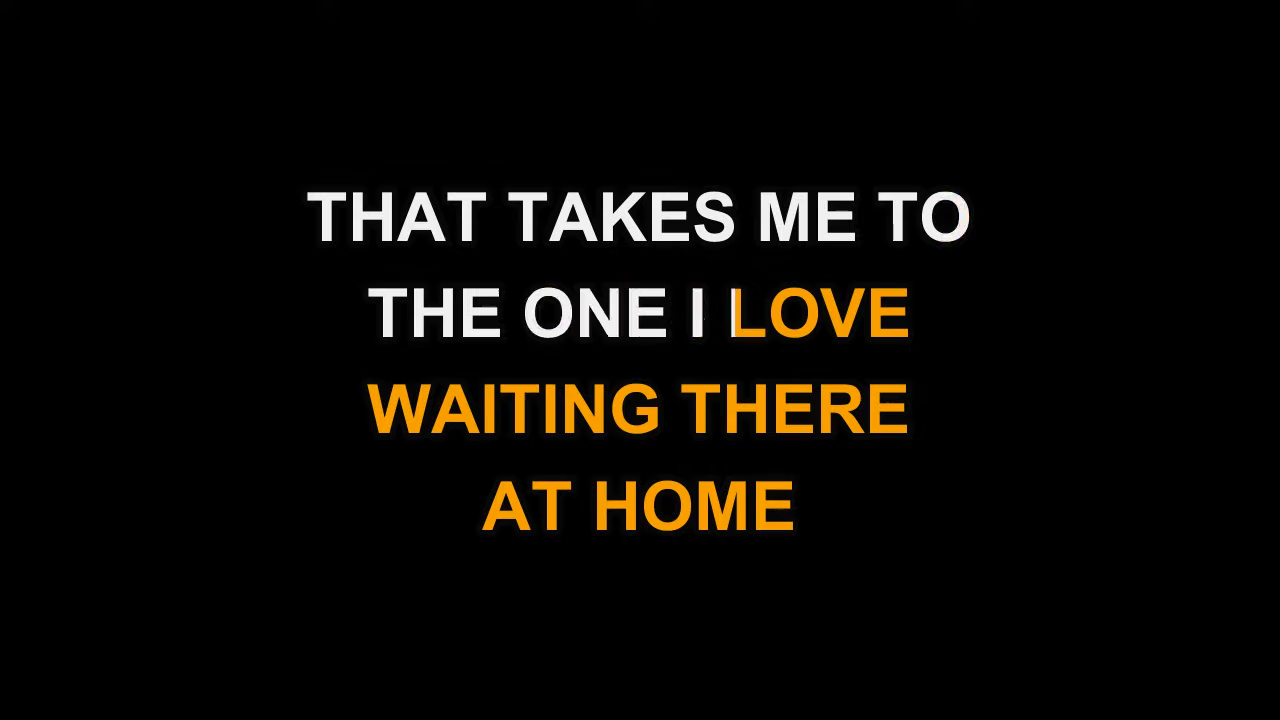 THAT TAKES ME TO
THE ONE I LOVE
WAITING THERE
AT HOME